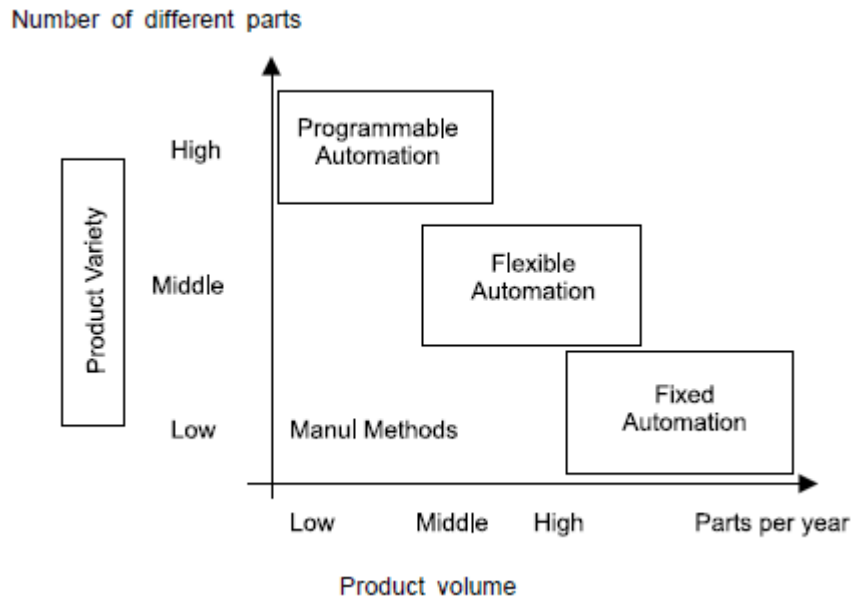 Number of different parts
Programmable
Automation
High
Product Variety
Flexible
Automation
Middle
Fixed
Automation
Low
Manul Methods
Low
Middle
High
Parts per year
Product volume